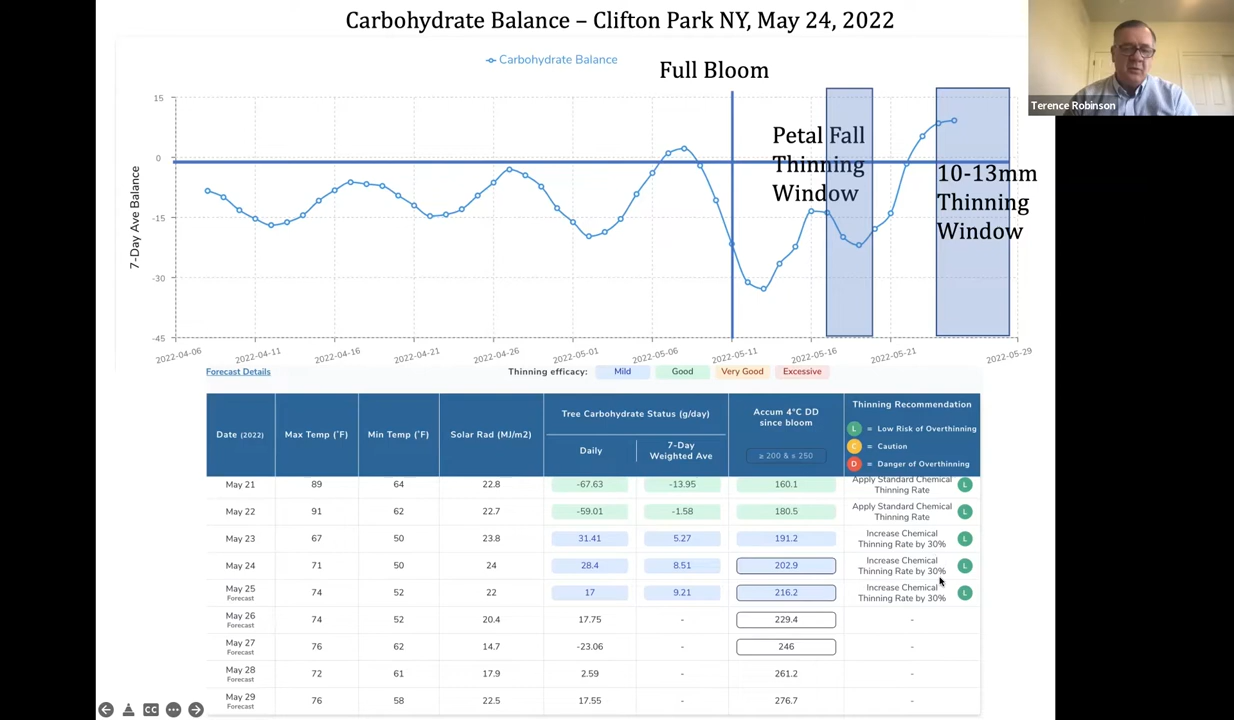 Carbohydrate Balance – Clifton Park NY, May 24, 2022
Terence Robinson
Carbohydrate Balance
Full Bloom
Petal Fall
Thinning
Window
10-13mm
Thinning
Window
7-Day Ave Balance
15
0
-15
-30
-45
2022-04-06
2022-04-11
2022-04-16
2022-04-21
2022-04-26
2022-05-01
2022-05-06
2022-05-11
2022-05-16
2022-05-21
2022-05-29
Forecast Details
Thinning efficacy: Mild Good Very Good Excessive
Date (2022) Max Temp (°F) Min Temp (°F) Solar Rad (MJ/m2)
Tree Carbohydrate Status (g/day)
Daily
7-Day
Weighted Ave
Accum 4°C DD
since bloom
≥ 200 & ≤ 250
Thinning Recommendation
L = Low Risk of Overthinning
C = Caution
D = Danger of Overthinning
May 21 89 64 22.8 -67.63 -13.95 160.1 Apply Standard Chemical
Thinning Rate L
May 22 91 62 22.7 -59.01 -1.58 180.5 Apply Standard Chemical
Thinning Rate L
May 23 67 50 23.8 31.41 5.27 191.2 Increase Chemical
Thinning Rate by 30% L
May 24 71 50 24 28.4 8.51 202.9 Increase Chemical
Thinning Rate by 30% L
May 25 74 52 22 17 9.21 216.2 Increase Chemical
Forecast Thinning Rate by 30% L
May 26 74 52 20.4 17.75 - 229.4 -
Forecast
May 27 76 62 14.7 -23.06 - 246 -
Forecast
May 28 72 61 17.9 2.59 - 261.2 -
Forecast
May 29 76 58 22.5 17.55 - 276.7 -
Forecast
CC